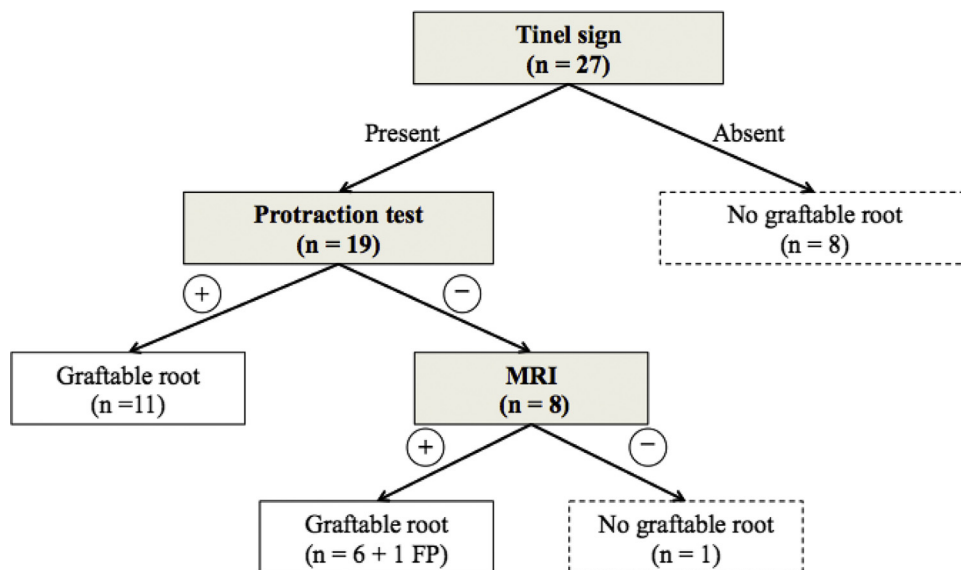 Tinel sign
(n = 27)
Present
Absent
Protraction test
(n = 19)
No graftable root
(n = 8)
+
−
Graftable root
(n =11)
MRI
(n = 8)
+
−
Graftable root
(n = 6 + 1 FP)
No graftable root
(n = 1)